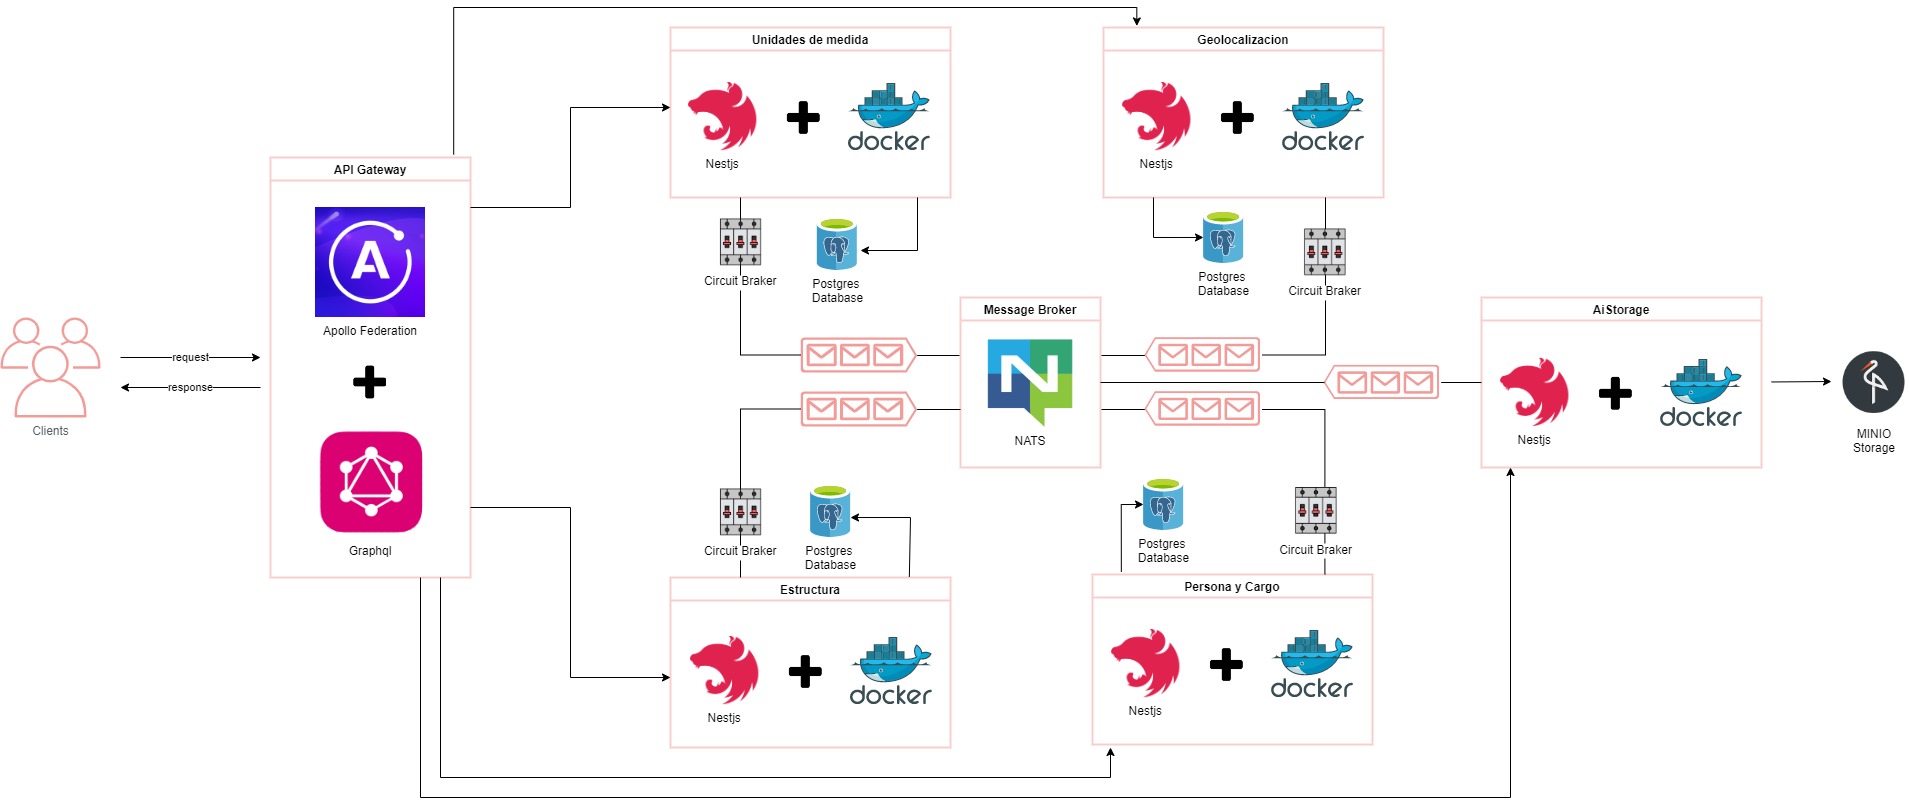 Unidades de medida
Geolocalizacion
docker
docker
Nestjs
Nestjs
API Gateway
A
Apollo Federation
Circuit Braker
Postgres
Database
Postgres
Database
Circuit Braker
Clients
request
response
Message Broker
N
NATS
AiStorage
docker
Nestjs
MINIO
Storage
Graphql
Circuit Braker
Postgres
Database
Postgres
Database
Circuit Braker
Estructura
Persona y Cargo
docker
docker
Nestjs
Nestjs